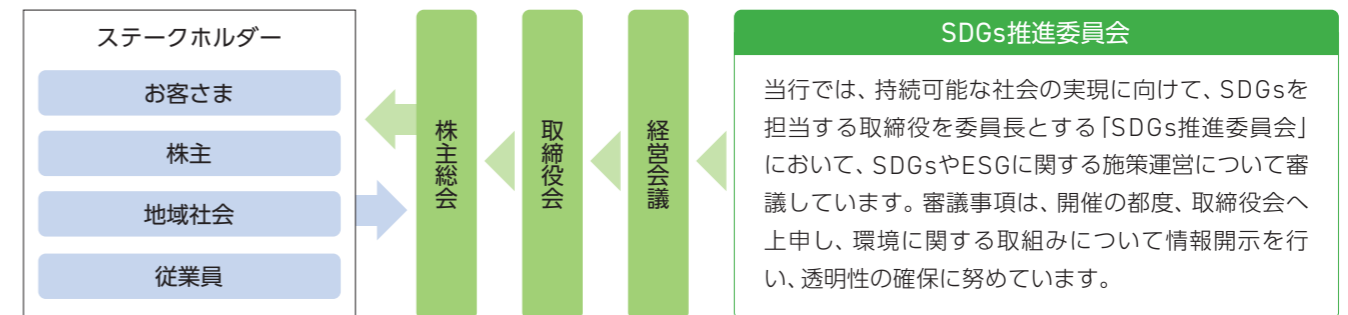 ステークホルダー
お客さま
株主
地域社会
従業員
株主総会
取締役会
経営会議
SDGs推進委員会
当行では、持続可能な社会の実現に向けて、SDGsを
担当する取締役を委員長とする「SDGs推進委員会」
において、SDGsやESGに関する施策運営について審
議しています。審議事項は、開催の都度、取締役会へ
上申し、環境に関する取組みについて情報開示を行
い、透明性の確保に努めています。